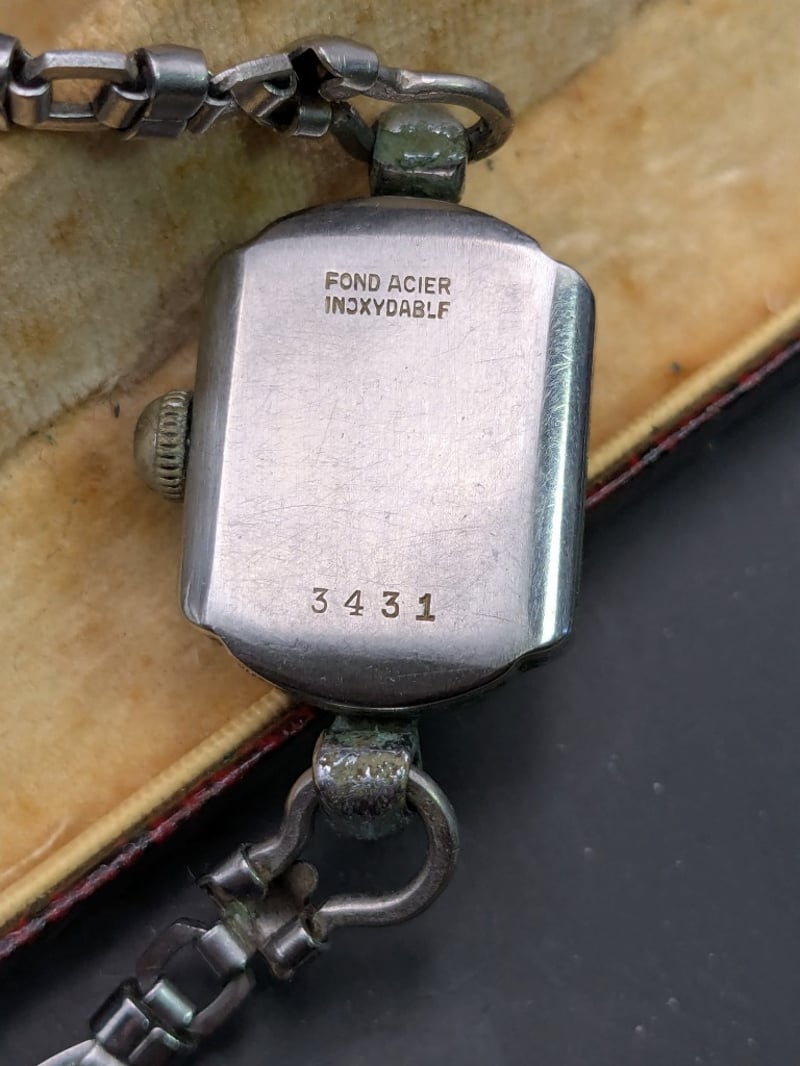 FOND ACIER
INOXYDABLE
3431